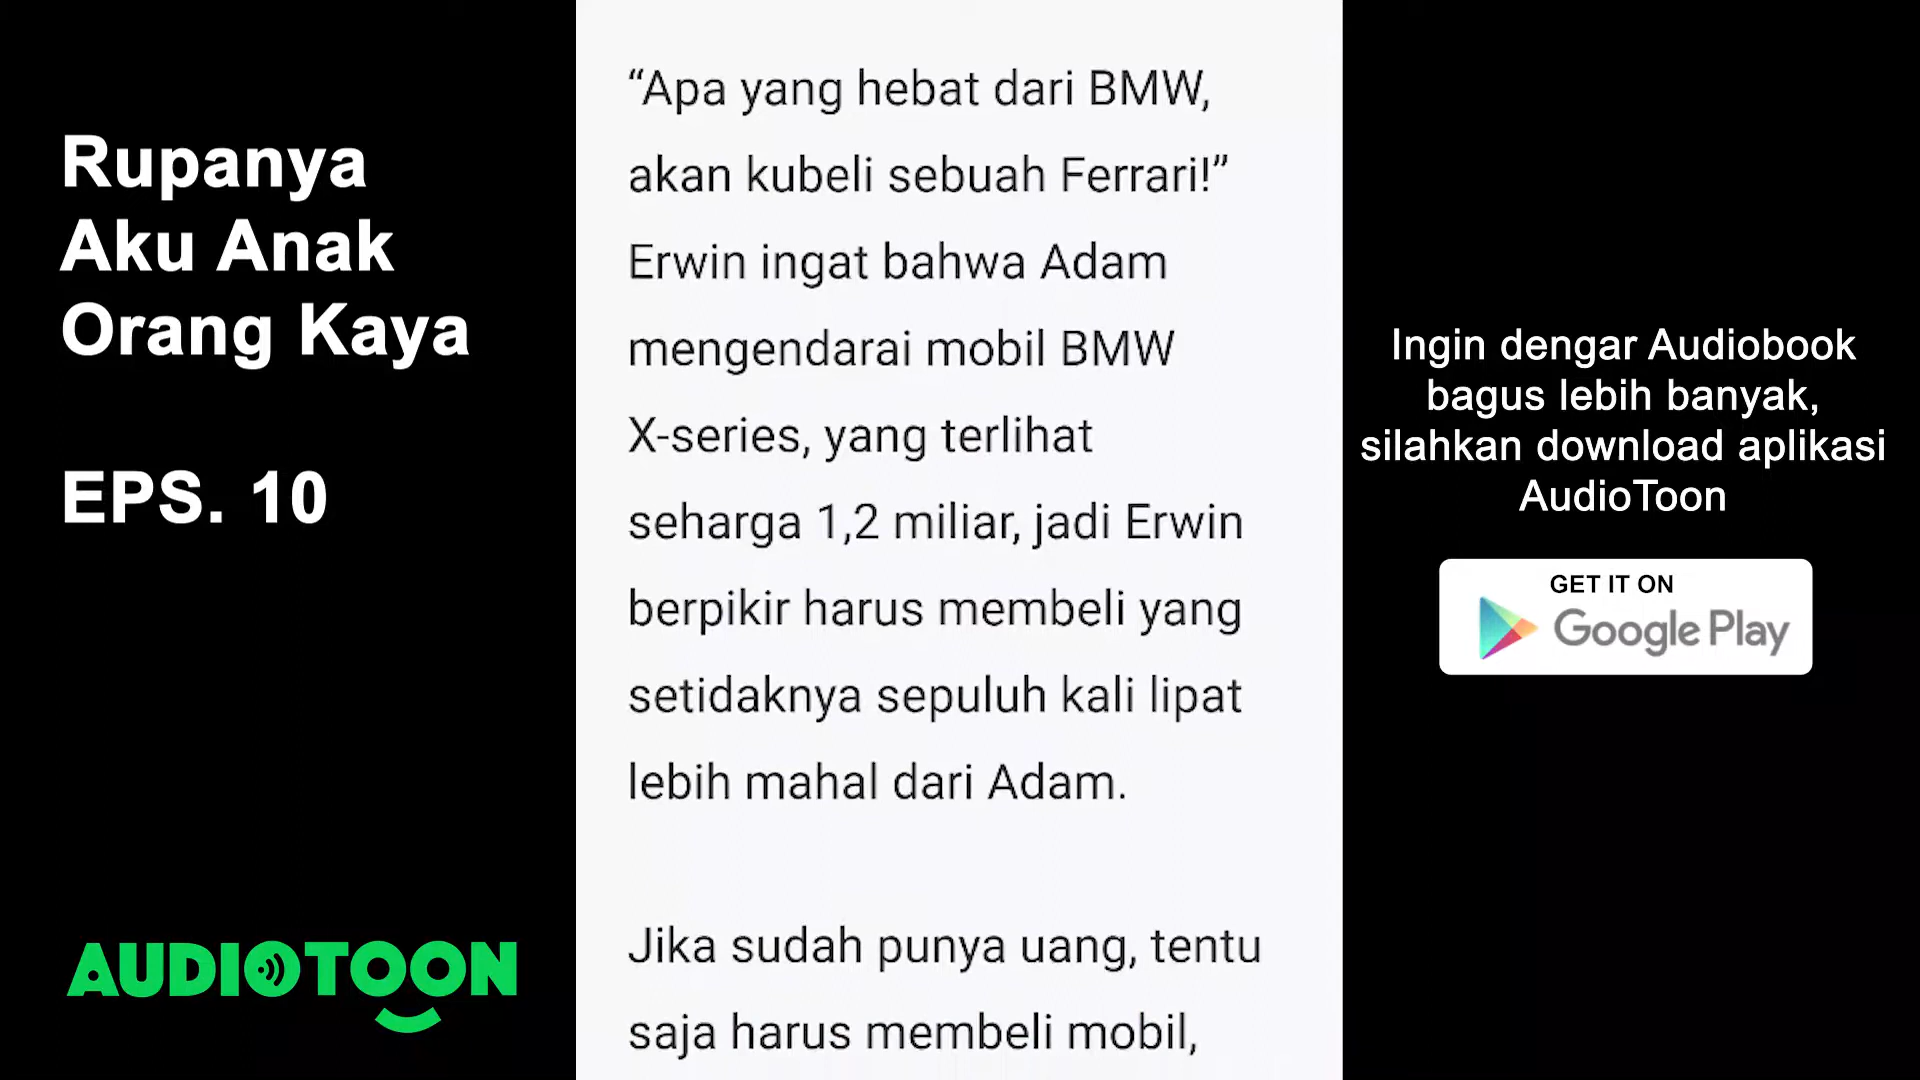 Rupanya
Aku Anak
Orang Kaya
EPS. 10
AUDIOTOON
“Apa yang hebat dari BMW,
akan kubeli sebuah Ferrari!”
Erwin ingat bahwa Adam
mengendarai mobil BMW
X-series, yang terlihat
seharga 1,2 miliar, jadi Erwin
berpikir harus membeli yang
setidaknya sepuluh kali lipat
lebih mahal dari Adam.
Jika sudah punya uang, tentu
saja harus membeli mobil,
Ingin dengar Audiobook
bagus lebih banyak,
silahkan download aplikasi
AudioToon
GET IT ON
Google Play